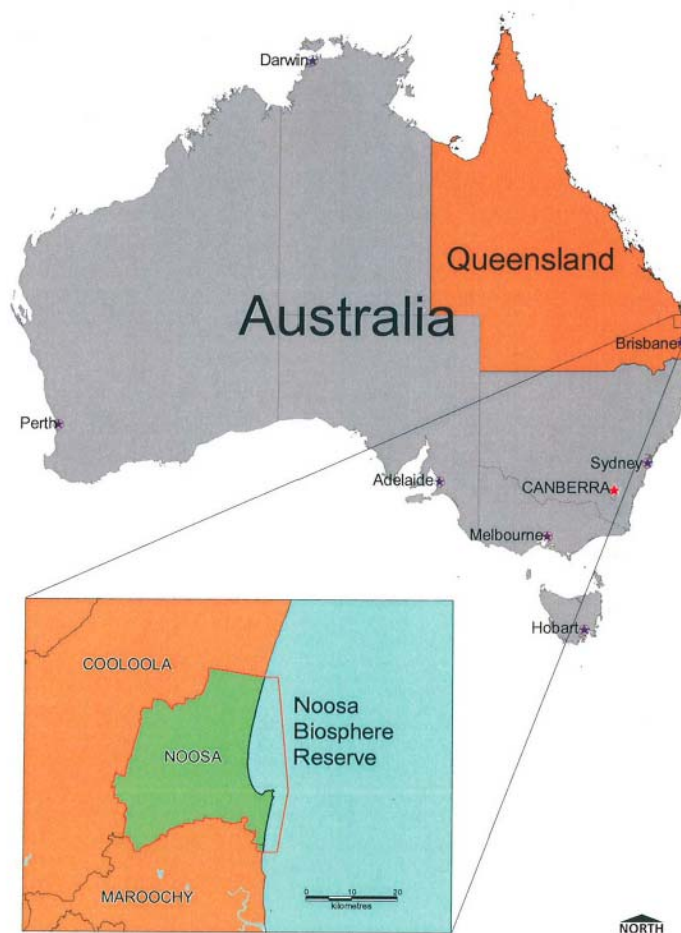 Darwin
Queensland
Australia
Brisbane
Perth
Sydney
Adelaide
CANBERRA
Melbourne
Hobart
COOLOOLA
Noosa
Biosphere
Reserve
NOOSA
MAROOCHY
0 10 20
kilometres
NORTH